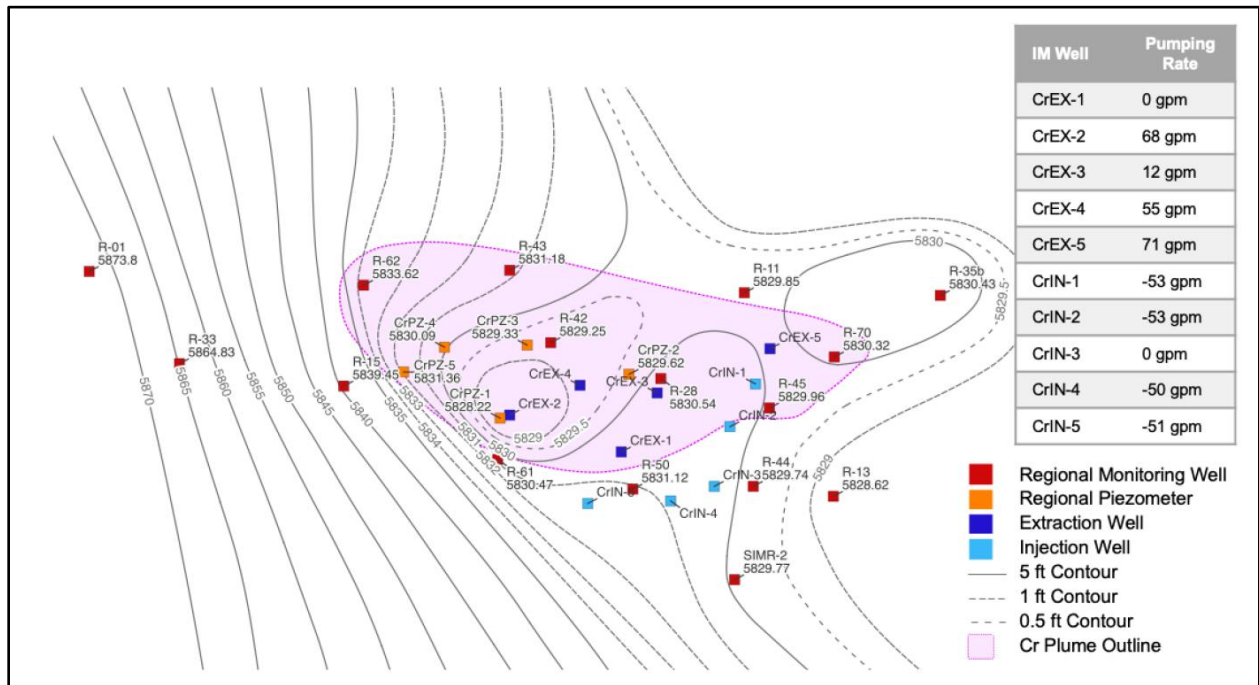 IM Well Pumping Rate
CrEX-1 0 gpm
CrEX-2 68 gpm
CrEX-3 12 gpm
CrEX-4 55 gpm
CrEX-5 71 gpm
CrIN-1 -53 gpm
CrIN-2 -53 gpm
CrIN-3 0 gpm
CrIN-4 -50 gpm
CrIN-5 -51 gpm
Regional Monitoring Well
Regional Piezometer
Extraction Well
Injection Well
5 ft Contour
1 ft Contour
0.5 ft Contour
Cr Plume Outline
R-01
5873.8
R-33
5864.83
R-62
5833.62
R-43
5831.18
R-11
5829.85
R-35b
5830.43
R-70
5830.32
CrPZ-4
5830.09
CrPZ-3
5829.33
R-42
5829.25
CrPZ-2
5829.62
CrEX-5
R-15
5839.45
CrPZ-5
5831.36
CrPZ-1
5828.22
CrEX-4
CrEX-2
CrEX-3
R-28
5830.54
CrIN-1
R-45
5829.96
CrIN-2
CrEX-1
R-61
5830.47
R-50
5831.12
CrIN-3
R-44
5829.74
R-13
5828.62
CrIN-4
SIMR-2
5829.77
5870
5865
5860
5855
5850
5845
5840
5835
5834
5833
5832
5831
5830
5829.5
5829
5830
5829.5
5829